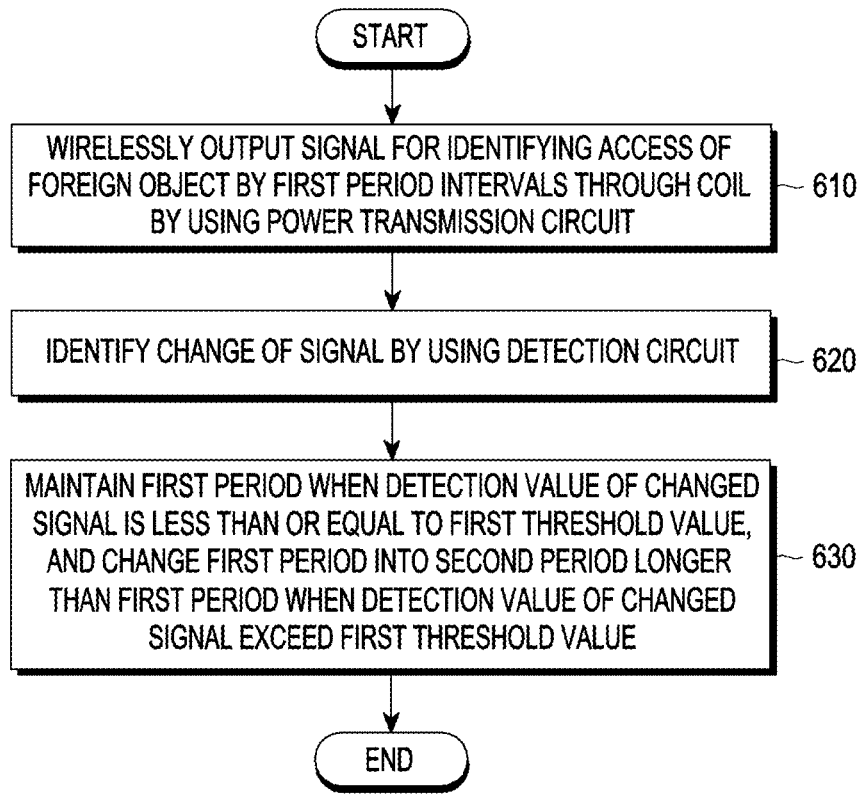 START
WIRELESSLY OUTPUT SIGNAL FOR IDENTIFYING ACCESS OF
FOREIGN OBJECT BY FIRST PERIOD INTERVALS THROUGH COIL
BY USING POWER TRANSMISSION CIRCUIT
610
IDENTIFY CHANGE OF SIGNAL BY USING DETECTION CIRCUIT
620
MAINTAIN FIRST PERIOD WHEN DETECTION VALUE OF CHANGED
SIGNAL IS LESS THAN OR EQUAL TO FIRST THRESHOLD VALUE,
AND CHANGE FIRST PERIOD INTO SECOND PERIOD LONGER
THAN FIRST PERIOD WHEN DETECTION VALUE OF CHANGED
SIGNAL EXCEED FIRST THRESHOLD VALUE
630
END